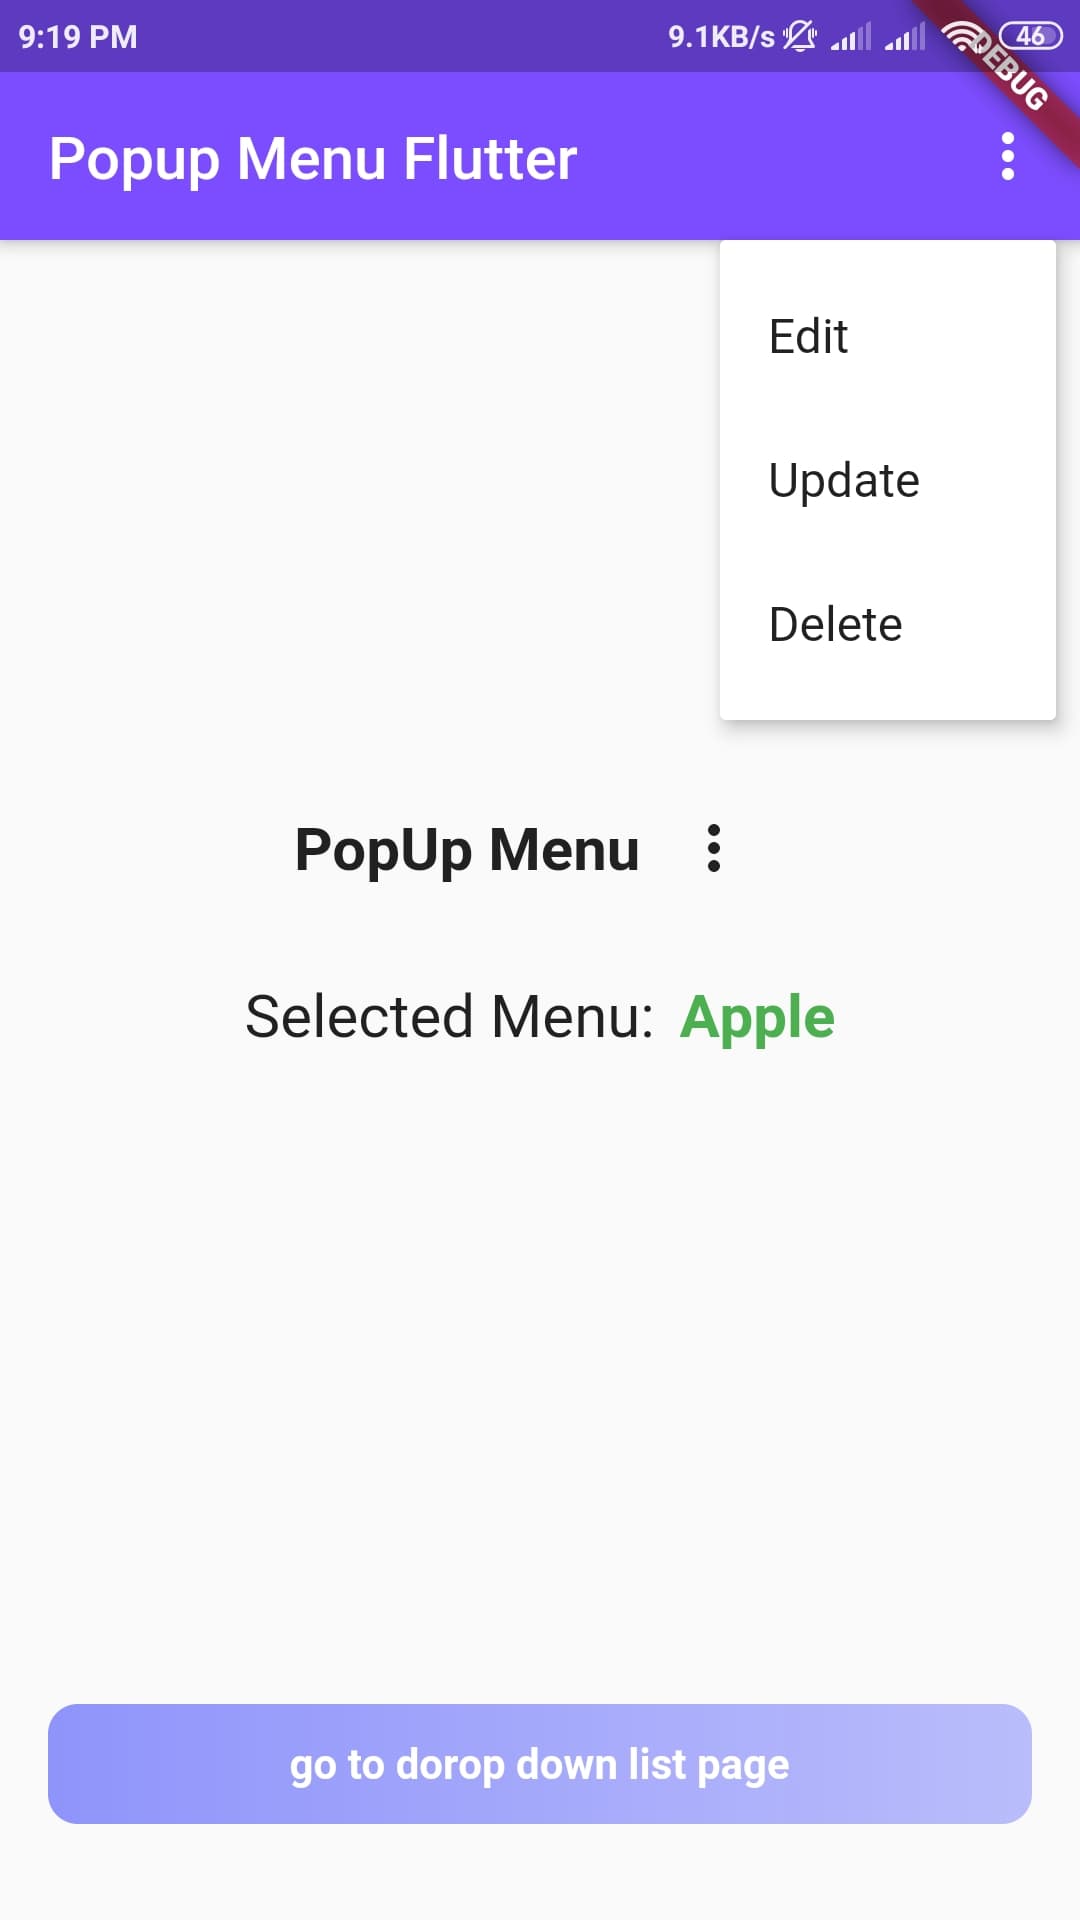 9:19 PM 9.1KB/s 46
DEBUG
Popup Menu Flutter
Edit
Update
Delete
PopUp Menu
Selected Menu: Apple
go to dorop down list page